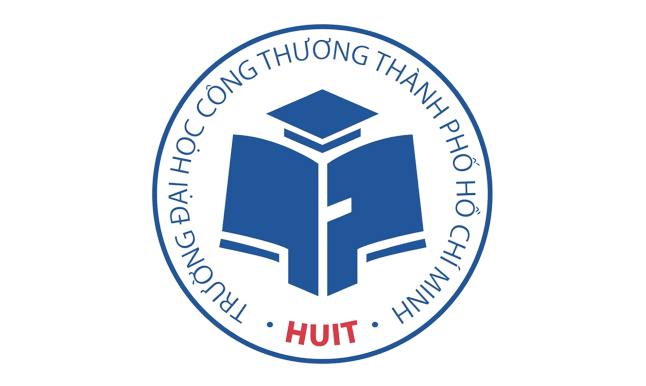 TRƯỜNG ĐẠI HỌC CÔNG THƯƠNG THÀNH PHỐ HỒ CHÍ MINH
HUIT